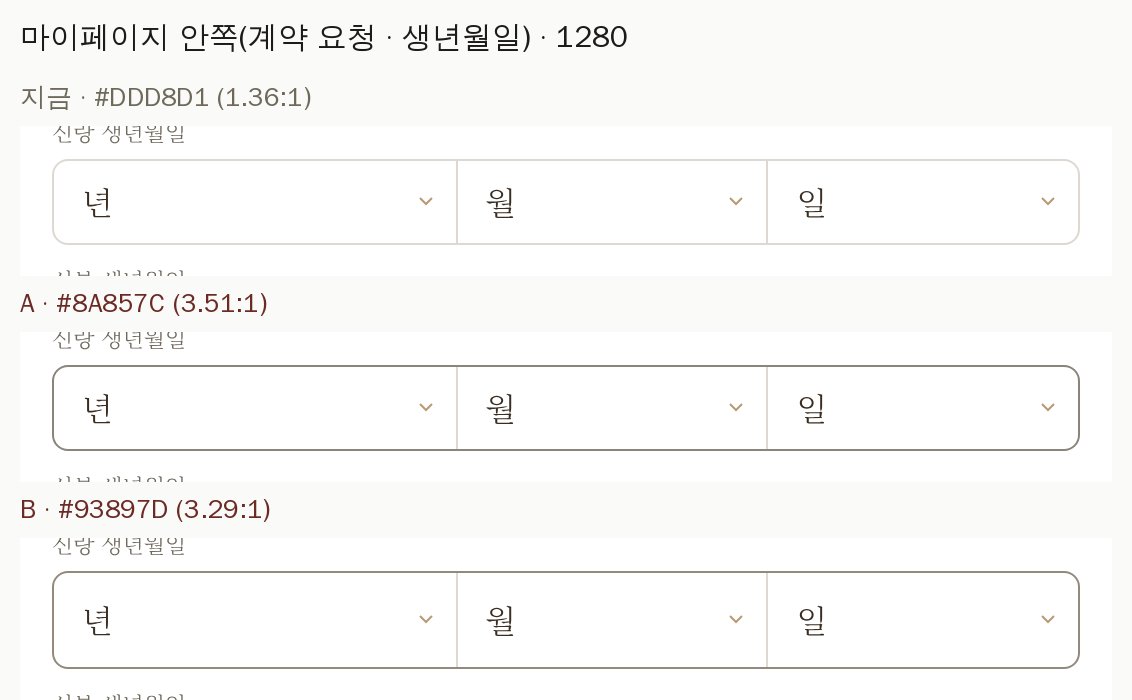 마이페이지 안쪽(계약 요청 · 생년월일) · 1280
지금 · #DDD8D1 (1.36:1)
신랑 생년월일
년 월 일
A · #8A857C (3.51:1)
신랑 생년월일
년 월 일
B · #93897D (3.29:1)
신랑 생년월일
년 월 일